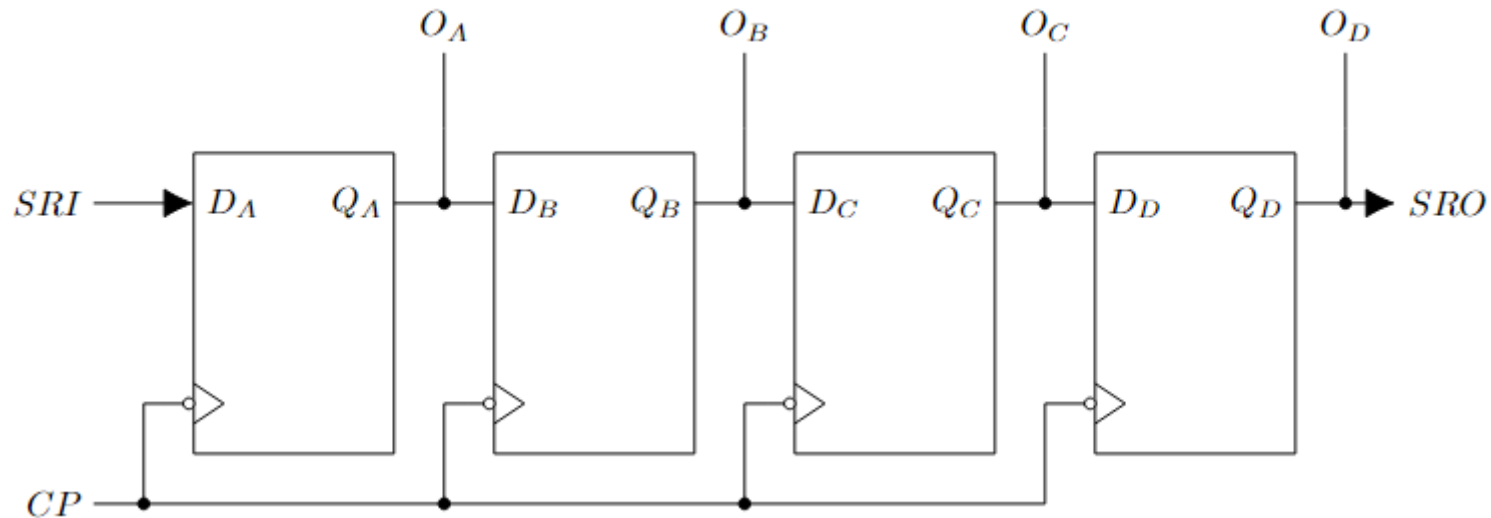 O_A O_B O_C O_D
SRI D_A Q_A D_B Q_B D_C Q_C D_D Q_D SRO
CP